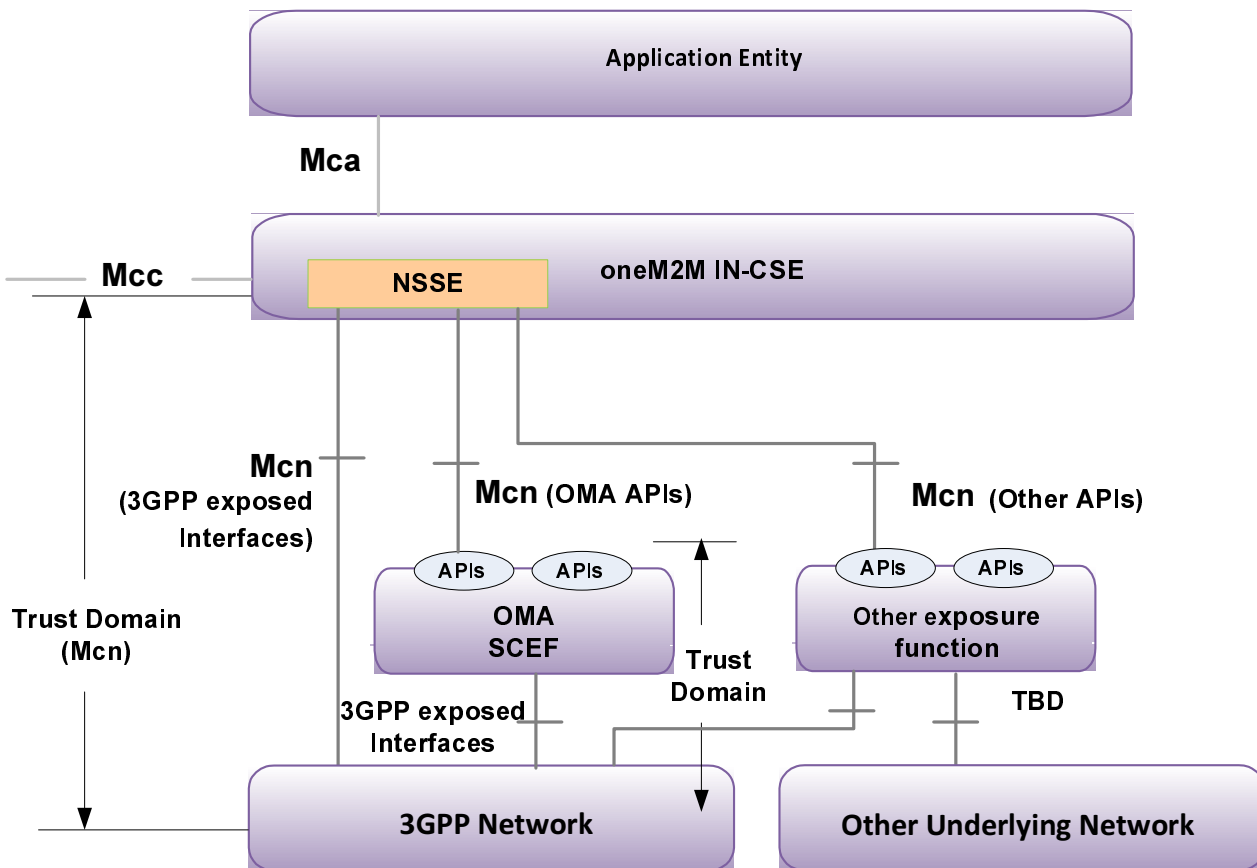 Application Entity
Mca
oneM2M IN-CSE
NSSE
Mcc
Mcn
(3GPP exposed
Interfaces)
Mcn (OMA APIs)
Mcn (Other APIs)
APIs
APIs
OMA
SCEF
APIs
APIs
Other exposure
function
Trust Domain
(Mcn)
Trust
Domain
3GPP exposed
Interfaces
TBD
3GPP Network
Other Underlying Network